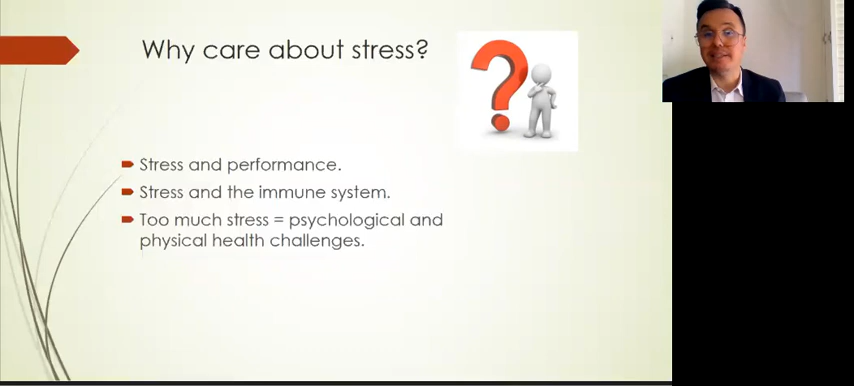 Why care about stress?
Stress and performance.
Stress and the immune system.
Too much stress = psychological and
physical health challenges.